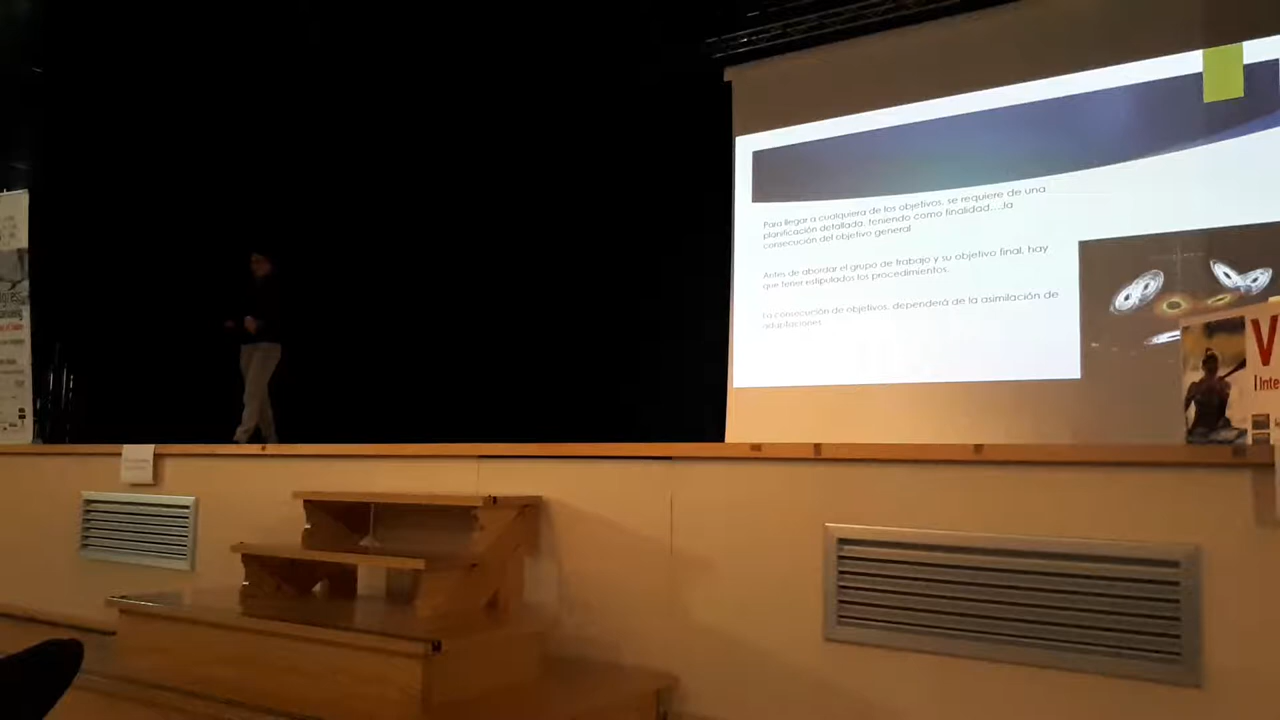 Para llegar a cualquiera de los objetivos, se requiere de una
planificación detallada, teniendo como finalidad....la
consecución del objetivo general
Antes de abordar el grupo de trabajo y su objetivo final, hay
que tener estipulados los procedimientos.
La consecución de objetivos, dependerá de la asimilación de
adaptaciones
V
I Inte